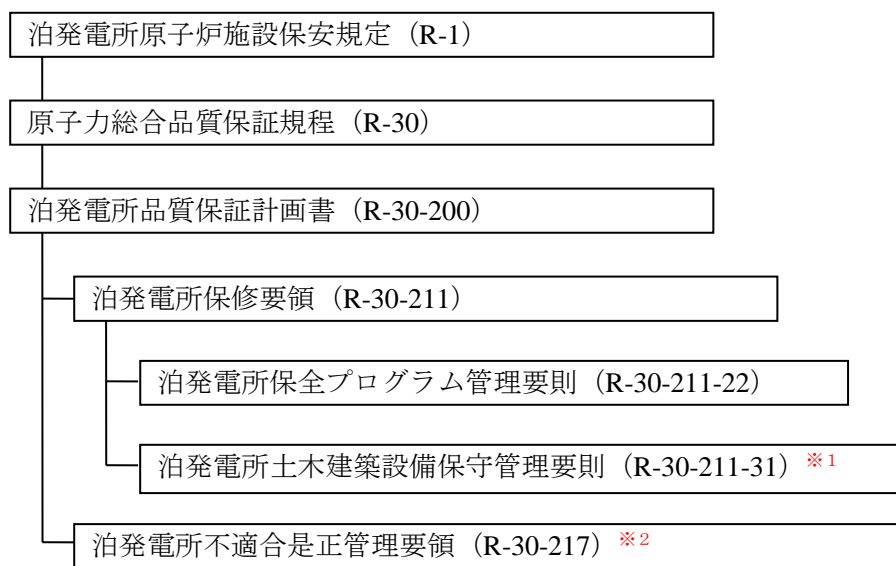 泊発電所原子炉施設保安規定（R-1）
原子力総合品質保証規程（R-30）
泊発電所品質保証計画書（R-30-200）
泊発電所保修要領（R-30-211）
泊発電所保全プログラム管理要則（R-30-211-22）
泊発電所土木建築設備保守管理要則（R-30-211-31）※1
泊発電所不適合是正管理要領（R-30-217）※2